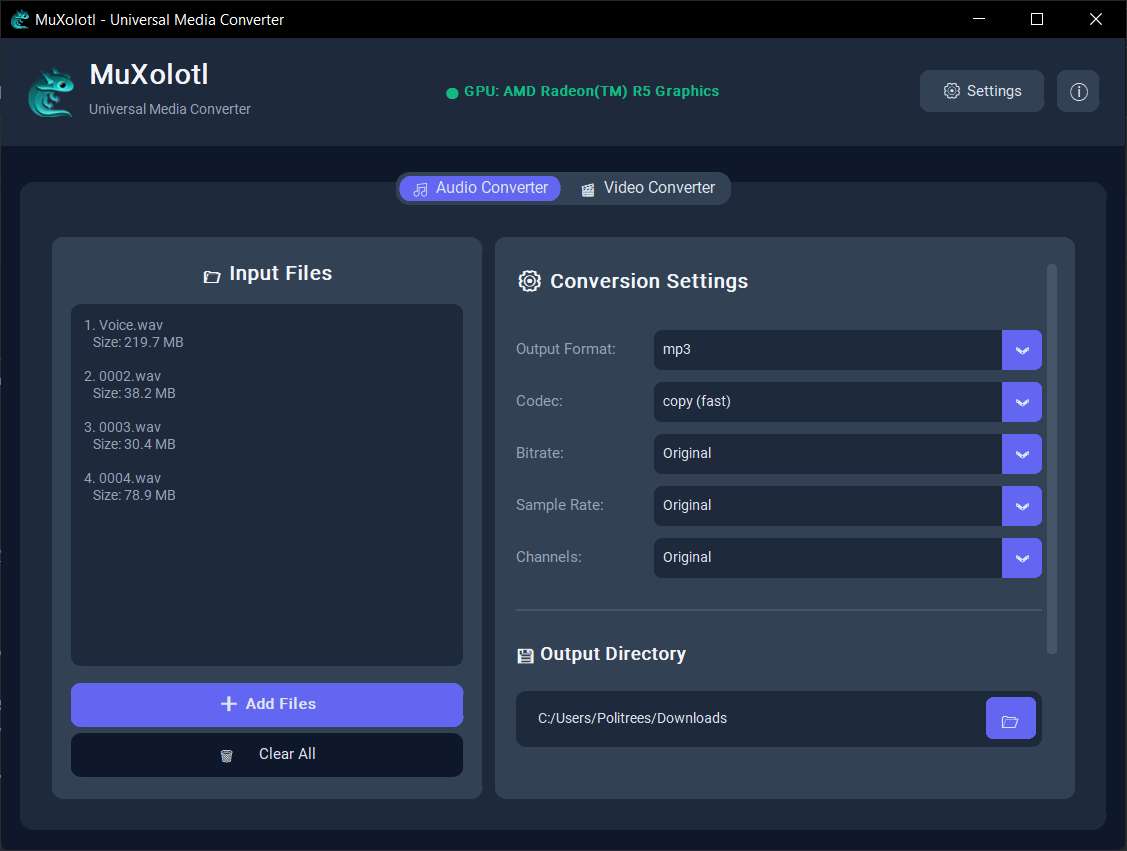 MuXolotl - Universal Media Converter
MuXolotl
Universal Media Converter
GPU: AMD Radeon(TM) R5 Graphics
Settings
Audio Converter
Video Converter
Input Files
1. Voice.wav
Size: 219.7 MB
2. 0002.wav
Size: 38.2 MB
3. 0003.wav
Size: 30.4 MB
4. 0004.wav
Size: 78.9 MB
Add Files
Clear All
Conversion Settings
Output Format: mp3
Codec: copy (fast)
Bitrate: Original
Sample Rate: Original
Channels: Original
Output Directory
C:/Users/Politrees/Downloads